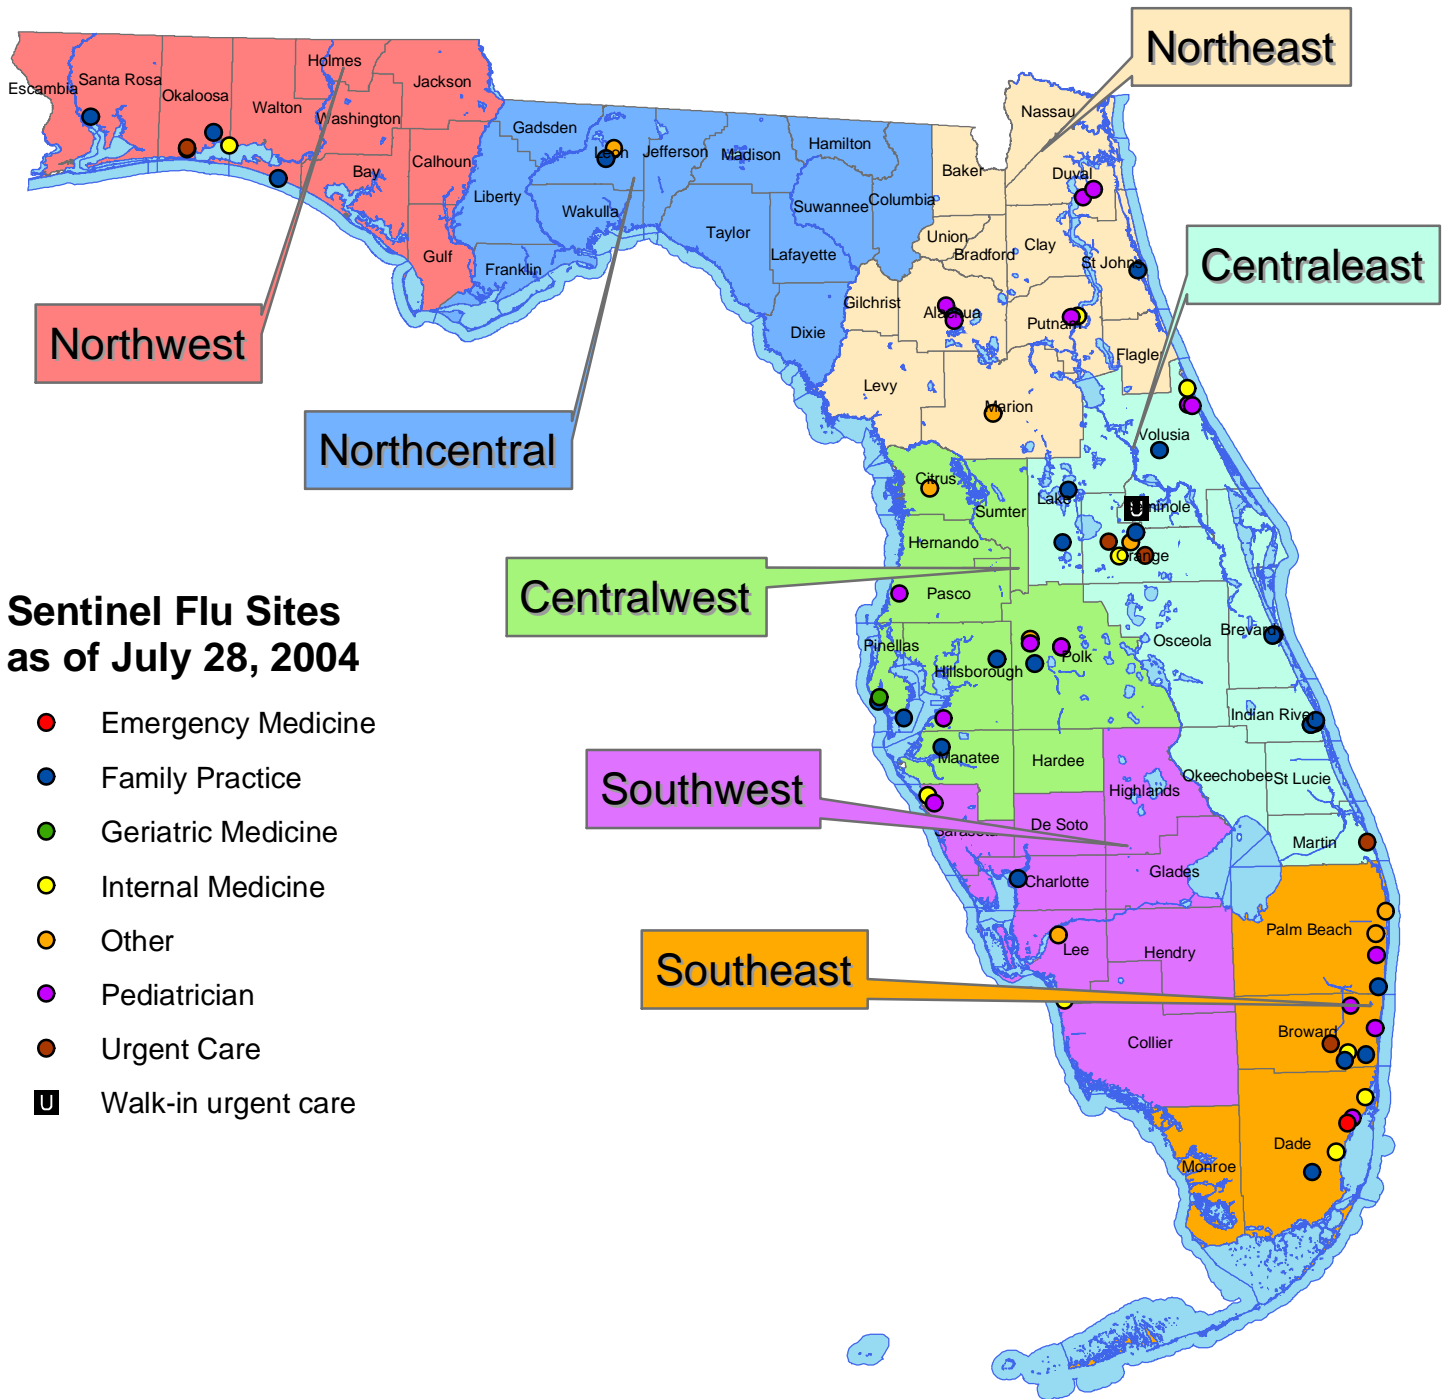 Northeast
Nassau
Holmes
Jackson
Santa Rosa
Escambia
Okaloosa
Walton
Washington
Gadsden
Leon
Jefferson
Madison
Hamilton
Baker
Duval
Calhoun
Bay
Liberty
Wakulla
Suwannee
Columbia
Taylor
Lafayette
Union
Bradford
Clay
St Johns
Centraleast
Gulf
Franklin
Gilchrist
Alachua
Putnam
Northwest
Dixie
Flagler
Levy
Marion
Northcentral
Volusia
Citrus
Sumter
Lake
U
Seminole
Hernando
Orange
Centralwest
Pasco
Sentinel Flu Sites
as of July 28, 2004
Pinellas
Hillsborough
Polk
Osceola
Brevard
Emergency Medicine
Family Practice
Geriatric Medicine
Internal Medicine
Other
Pediatrician
Urgent Care
U Walk-in urgent care
Indian River
Manatee
Hardee
Southwest
Highlands
Okeechobee
St Lucie
Sarasota
De Soto
Martin
Charlotte
Glades
Palm Beach
Lee
Hendry
Southeast
Broward
Collier
Dade
Monroe